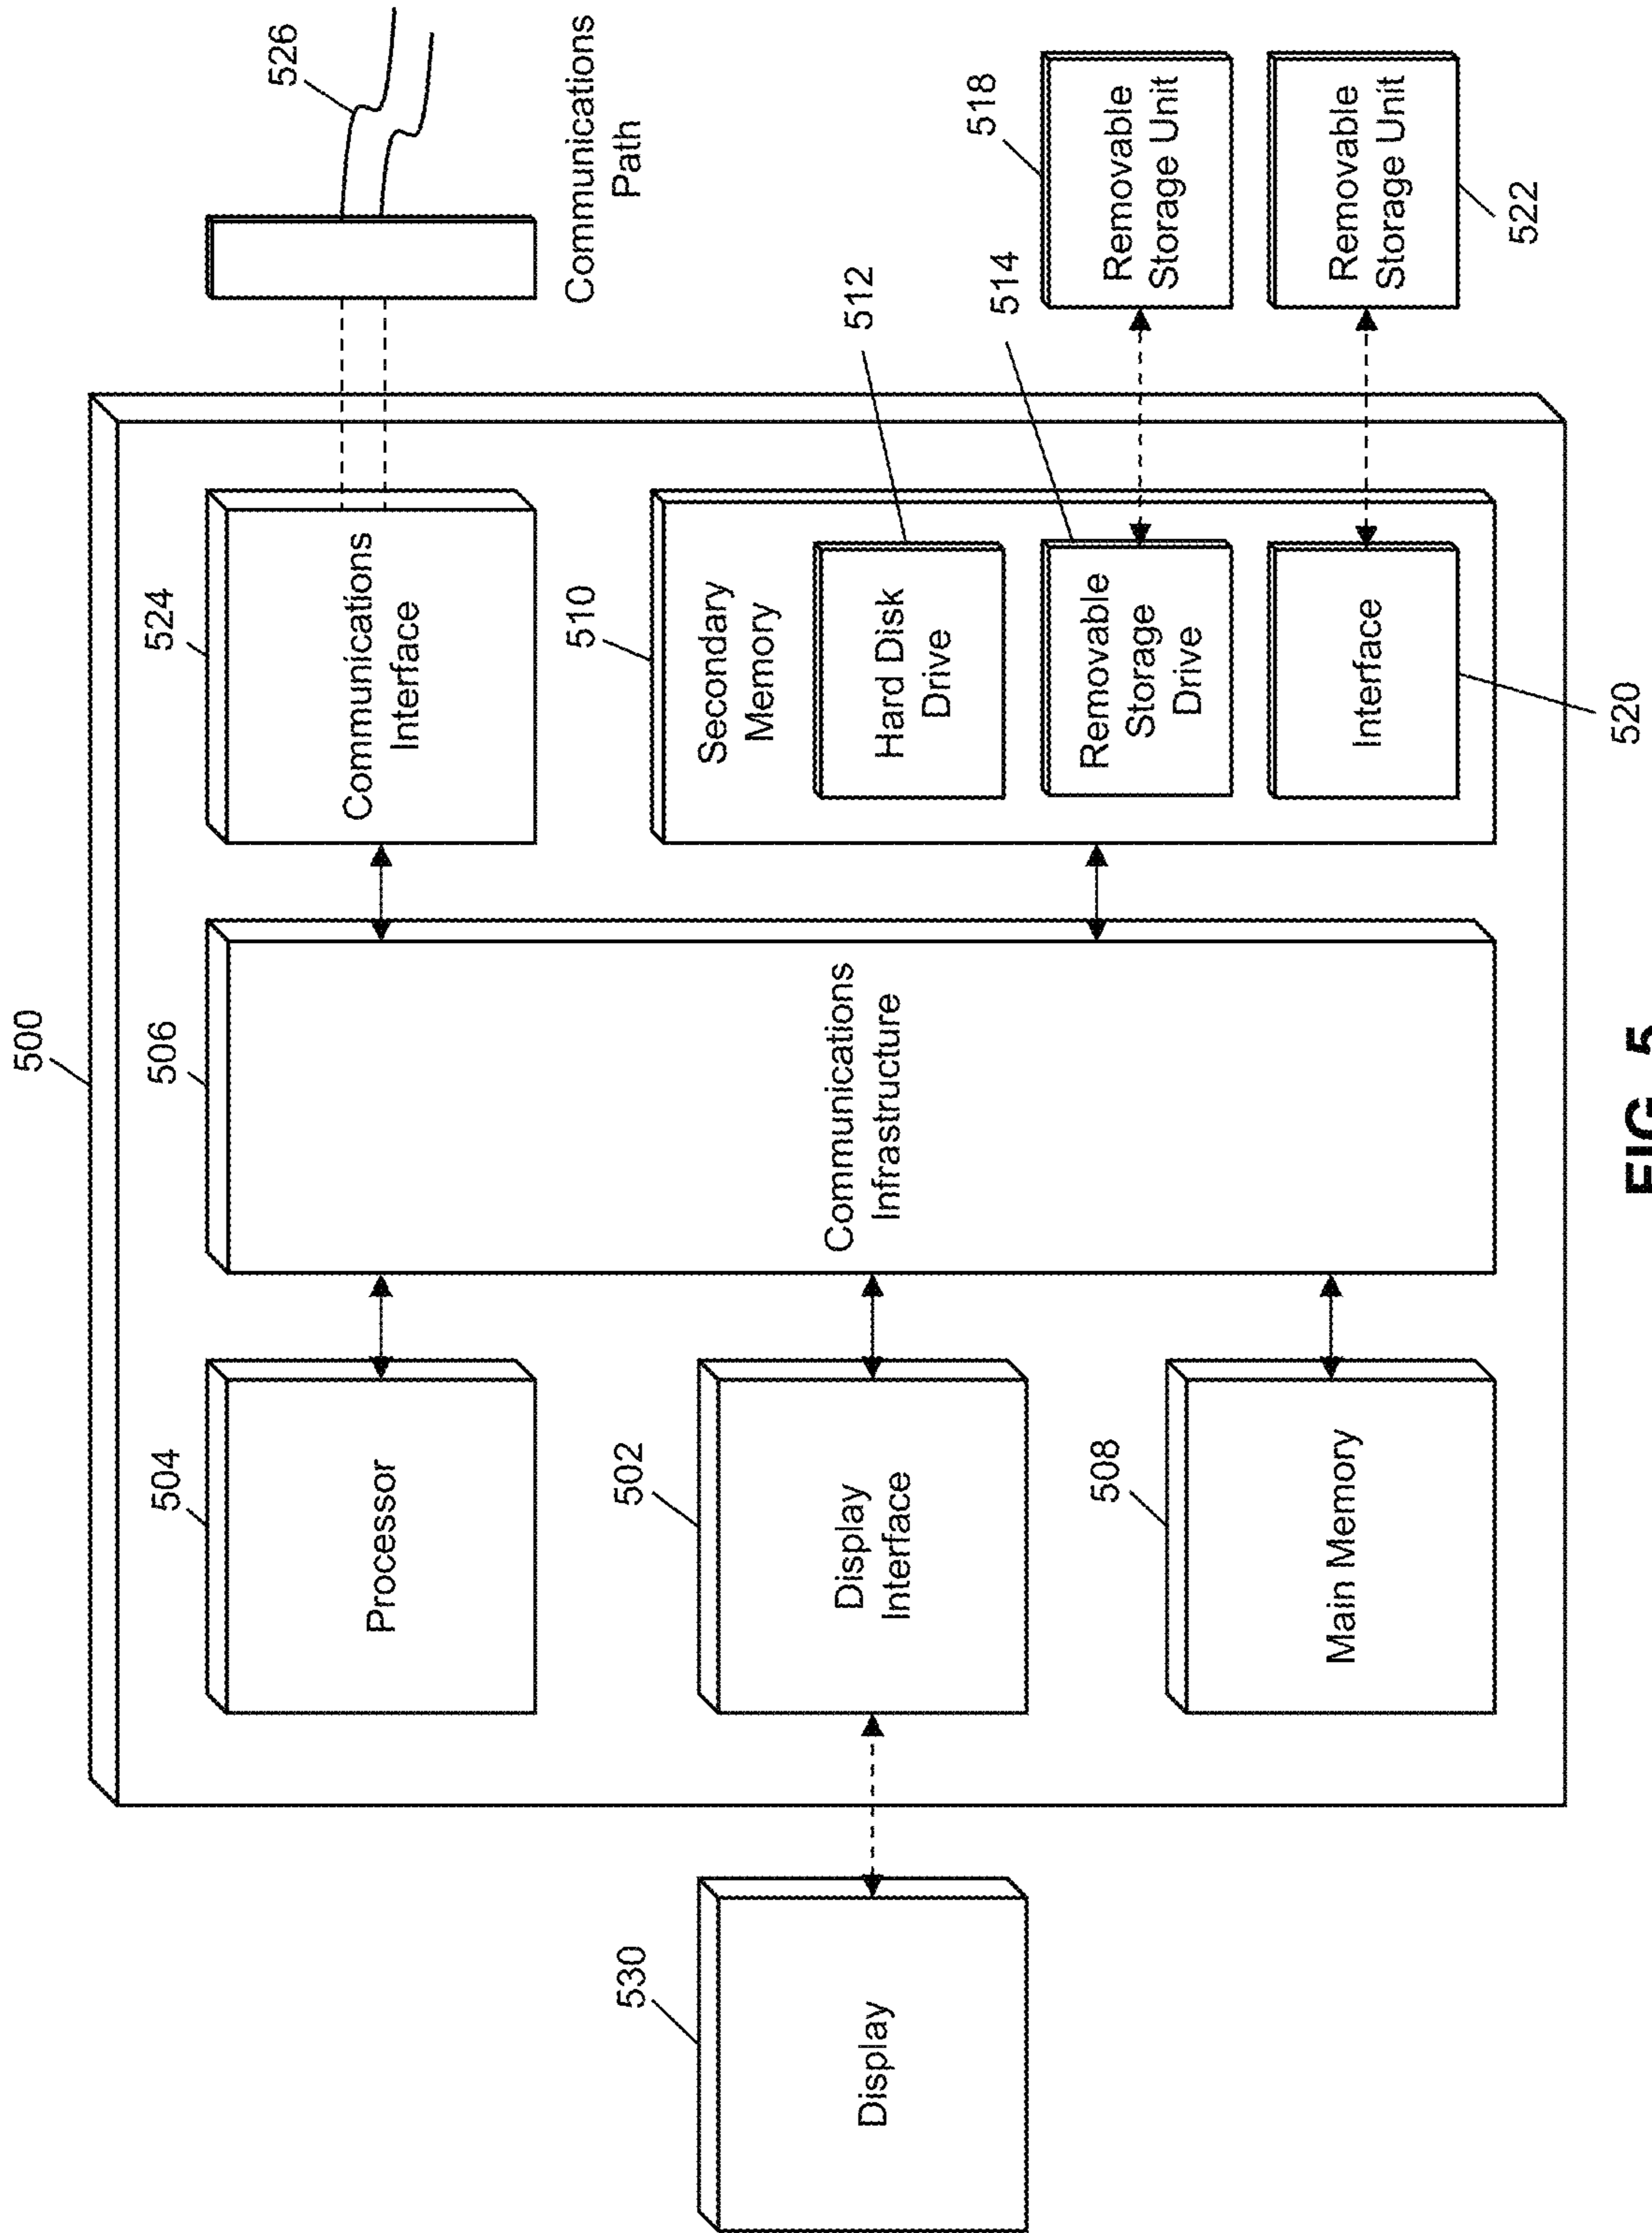 500
504
Processor
506
Communications
Infrastructure
524
Communications
Interface
526
Communications
Path
530
Display
502
Display
Interface
508
Main Memory
510
Secondary
Memory
512
Hard Disk
Drive
514
Removable
Storage
Drive
518
Removable
Storage Unit
Interface
520
Removable
Storage Unit
522
FIG. 5